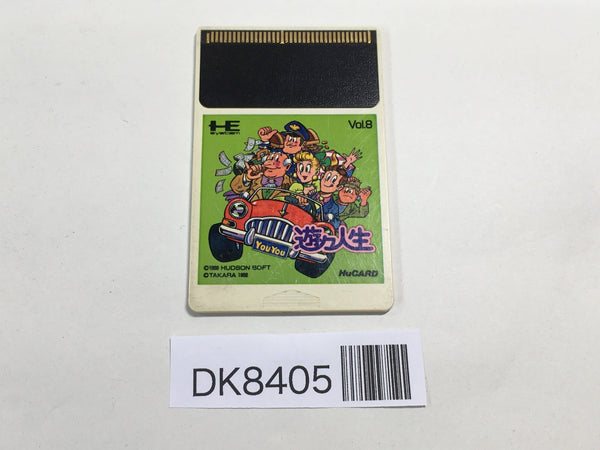 HE
system
Vol.8
YOU YOU
遊々人生
©1988 HUDSON SOFT
©TAKARA 1988
HuCARD
DK8405